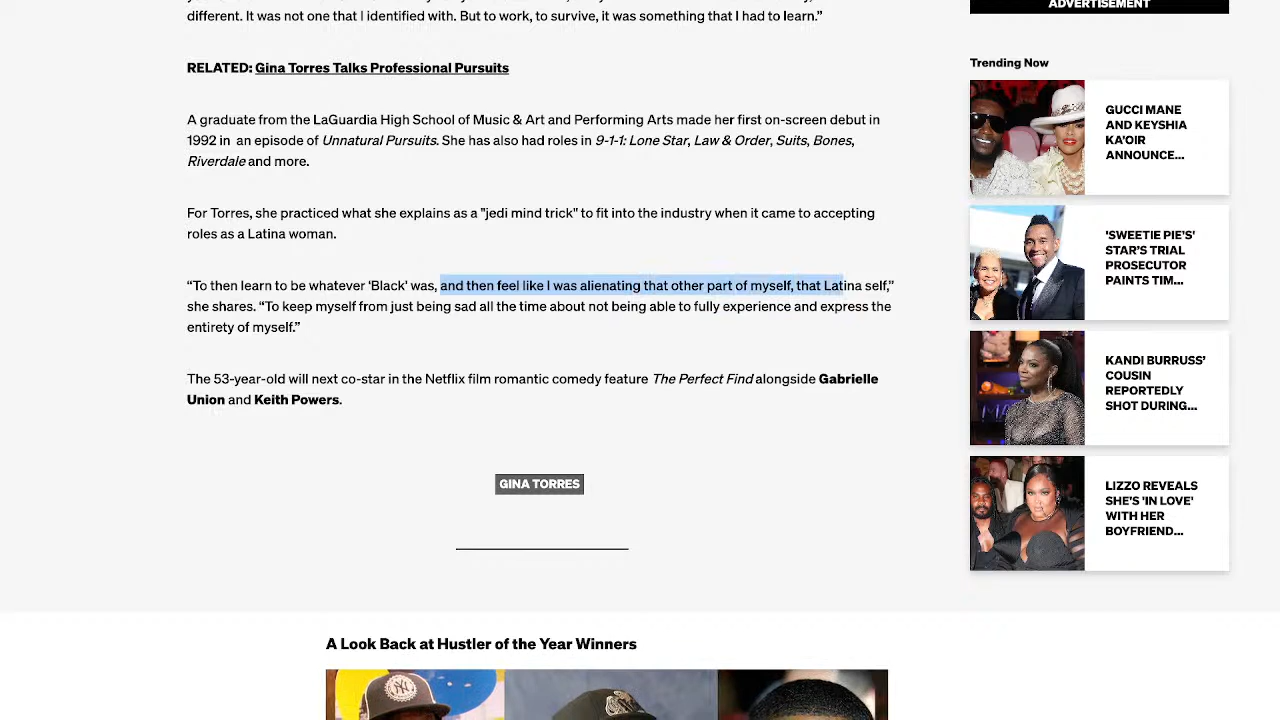 different. It was not one that I identified with. But to work, to survive, it was something that I had to learn.”
RELATED: Gina Torres Talks Professional Pursuits
A graduate from the LaGuardia High School of Music & Art and Performing Arts made her first on-screen debut in
1992 in  an episode of Unnatural Pursuits. She has also had roles in 9-1-1: Lone Star, Law & Order, Suits, Bones,
Riverdale and more.
For Torres, she practiced what she explains as a "jedi mind trick" to fit into the industry when it came to accepting
roles as a Latina woman.
“To then learn to be whatever 'Black' was, and then feel like I was alienating that other part of myself, that Latina self,”
she shares. “To keep myself from just being sad all the time about not being able to fully experience and express the
entirety of myself.”
The 53-year-old will next co-star in the Netflix film romantic comedy feature The Perfect Find alongside Gabrielle
Union and Keith Powers.
GINA TORRES
ADVERTISEMENT
Trending Now
GUCCI MANE
AND KEYSHIA
KA'OIR
ANNOUNCE...
'SWEETIE PIE'S'
STAR'S TRIAL
PROSECUTOR
PAINTS TIM...
KANDI BURRUSS’
COUSIN
REPORTEDLY
SHOT DURING...
LIZZO REVEALS
SHE'S 'IN LOVE'
WITH HER
BOYFRIEND...
A Look Back at Hustler of the Year Winners